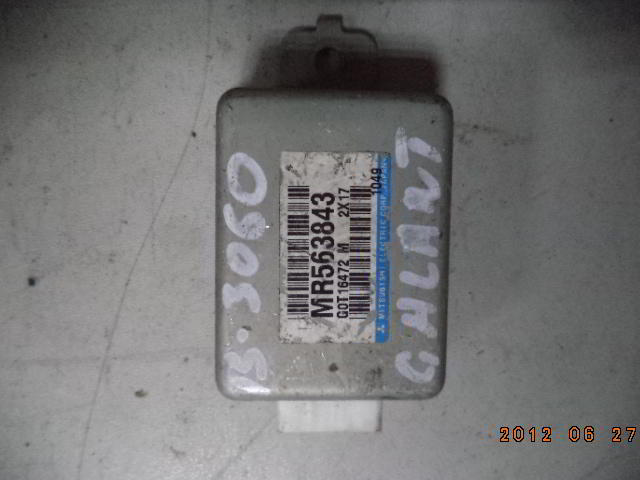 3.3060
MR563843
G0T16472 M 2X17
1049
MITSUBISHI ELECTRIC CORP. JAPAN
GALANT
2012 06 27